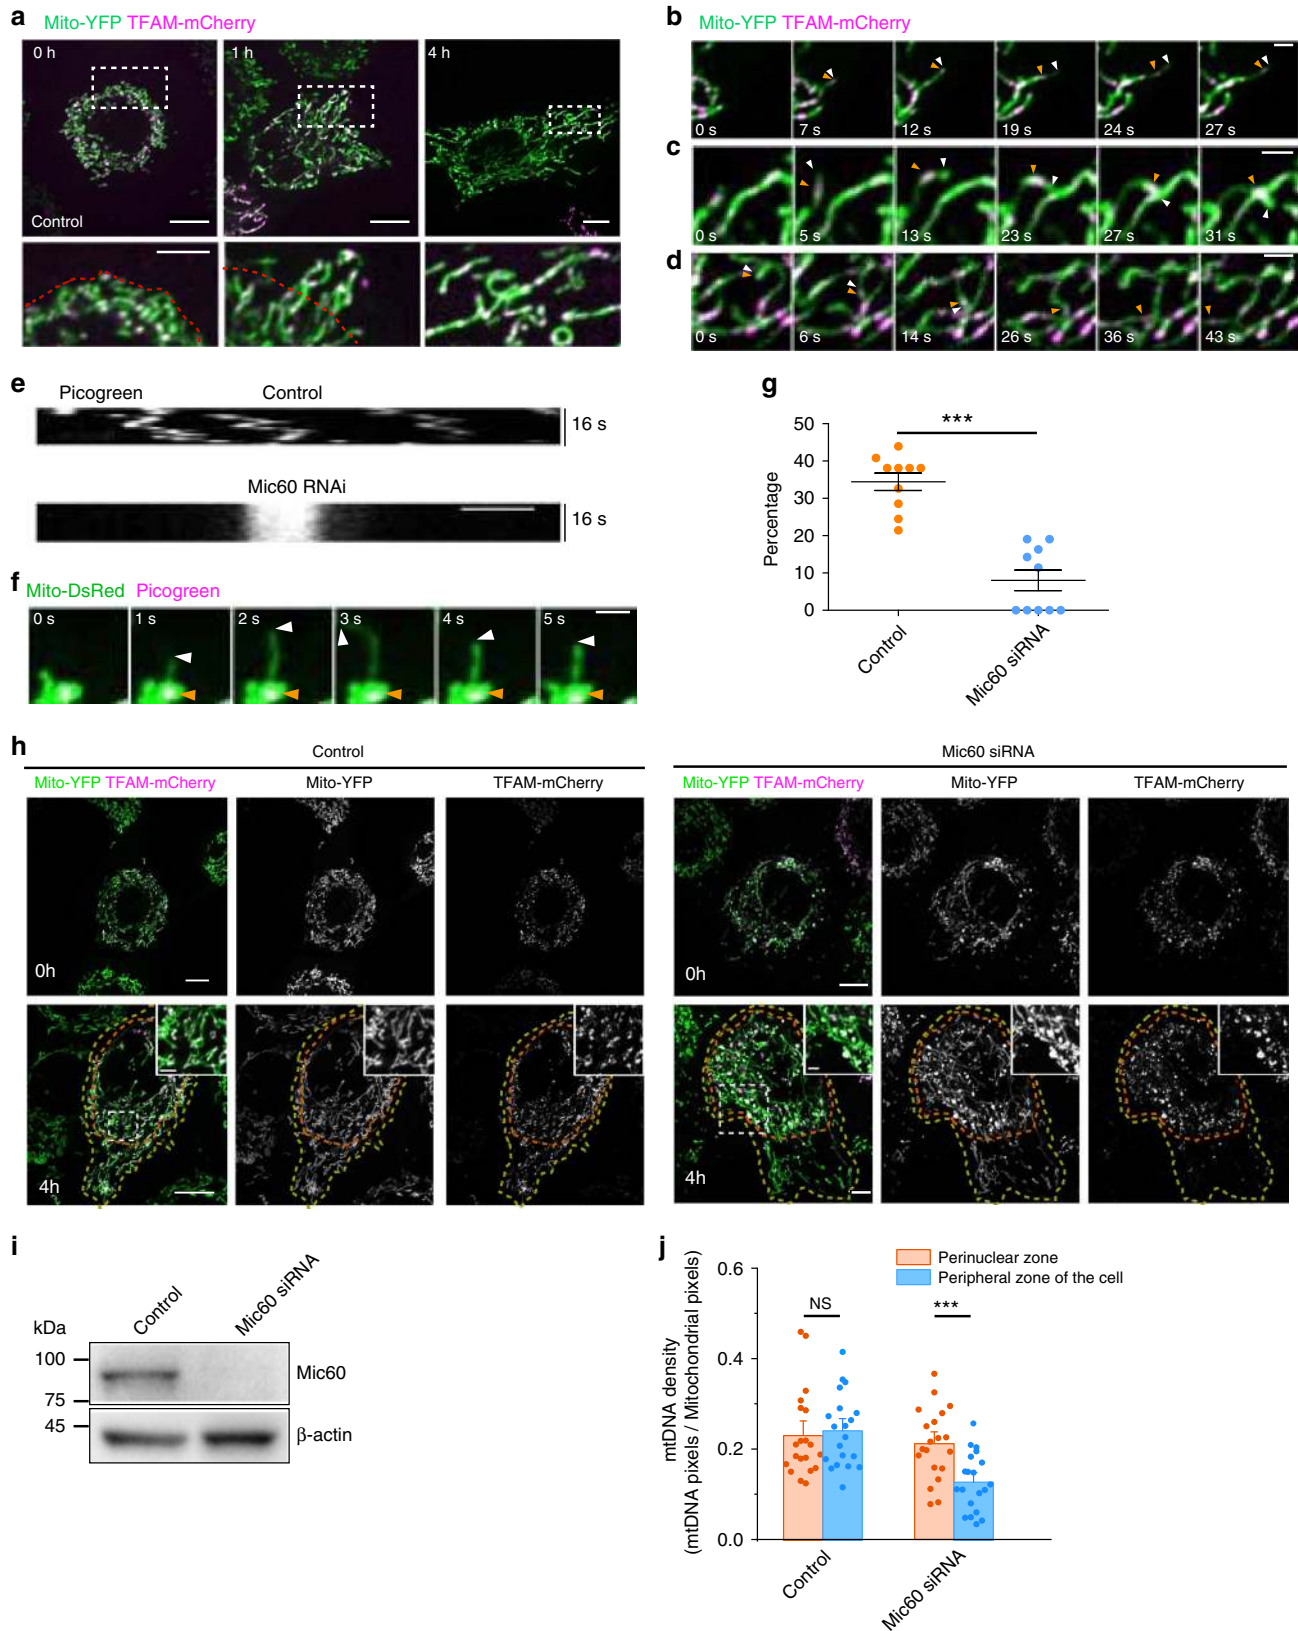 a
Mito-YFP TFAM-mCherry
0 h
1 h
4 h
Control
b
Mito-YFP TFAM-mCherry
0 s
7 s
12 s
19 s
24 s
27 s
c
0 s
5 s
13 s
23 s
27 s
31 s
d
0 s
6 s
14 s
26 s
36 s
43 s
e
Picogreen
Control
16 s
Mic60 RNAi
16 s
f
Mito-DsRed Picogreen
0 s
1 s
2 s
3 s
4 s
5 s
g
***
Percentage
50
40
30
20
10
0
Control
Mic60 siRNA
h
Control
Mito-YFP TFAM-mCherry
Mito-YFP
TFAM-mCherry
0h
4h
Mic60 siRNA
Mito-YFP TFAM-mCherry
Mito-YFP
TFAM-mCherry
0h
4h
i
Control
Mic60 siRNA
kDa
100
75
45
Mic60
β-actin
j
Perinuclear zone
Peripheral zone of the cell
mtDNA density
(mtDNA pixels / Mitochondrial pixels)
0.6
0.4
0.2
0.0
NS
***
Control
Mic60 siRNA